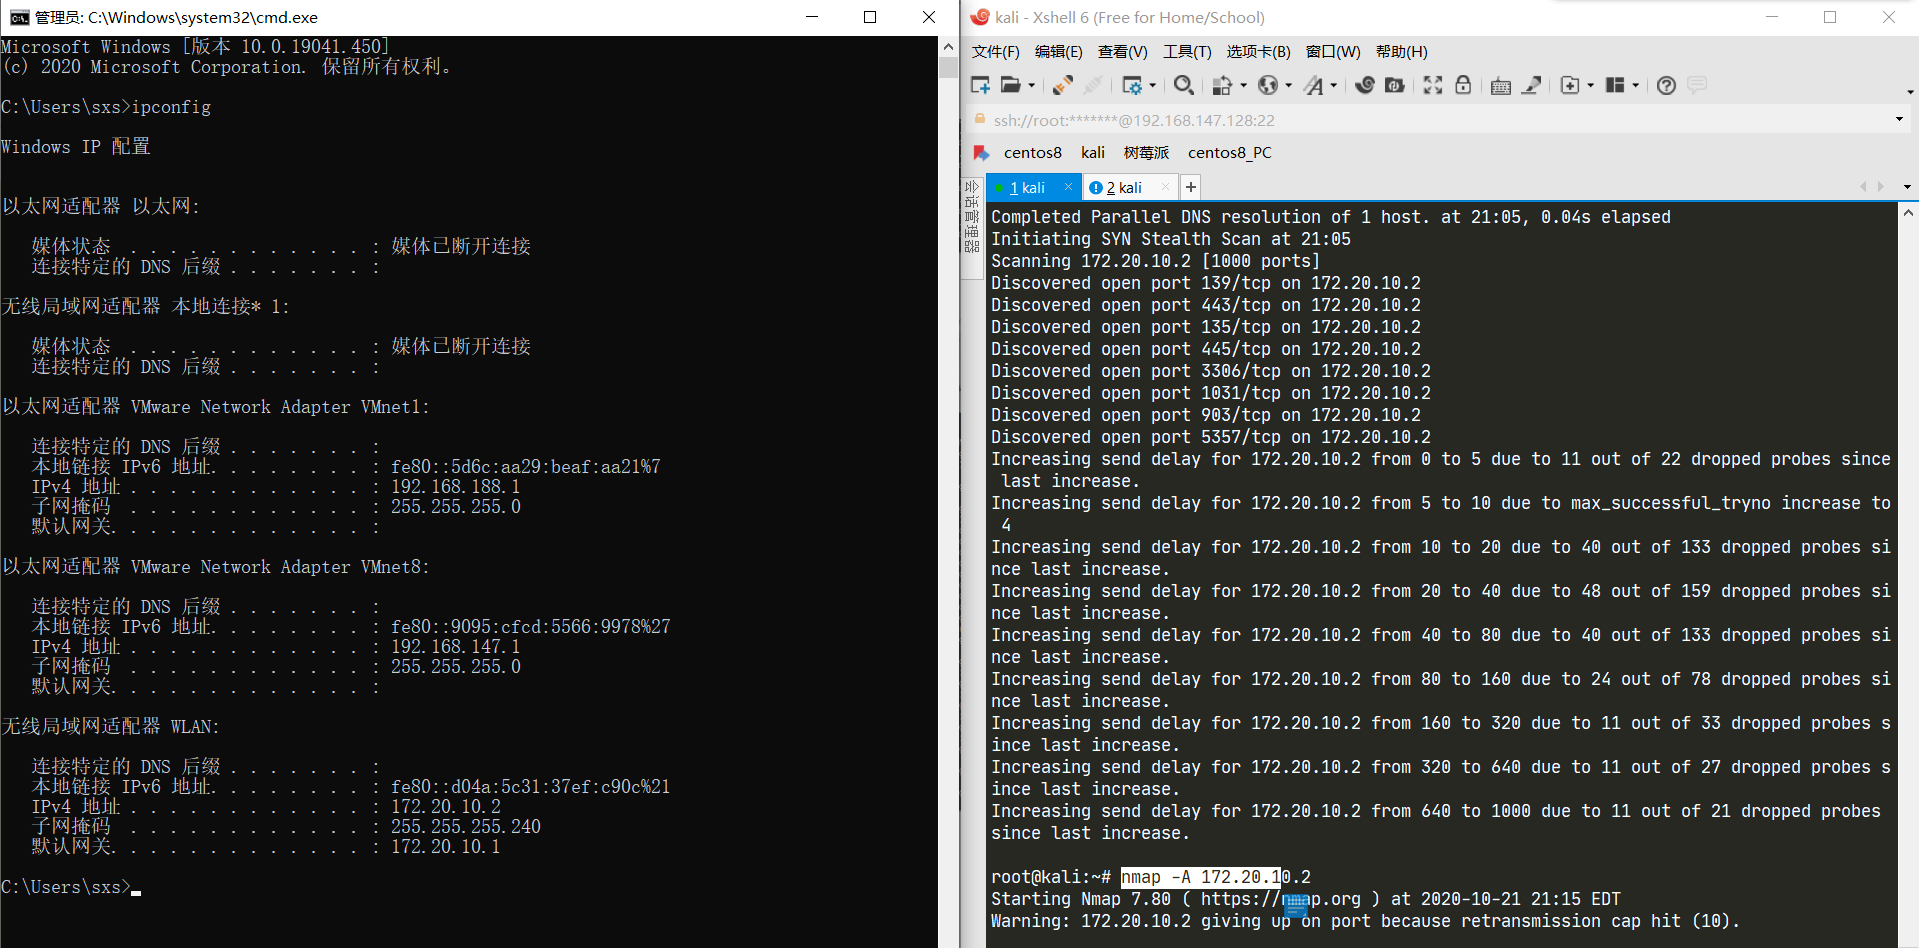 管理员: C:\Windows\system32\cmd.exe
Microsoft Windows [版本 10.0.19041.450]
(c) 2020 Microsoft Corporation. 保留所有权利。
C:\Users\sxs>ipconfig
Windows IP 配置
以太网适配器 以太网:
媒体状态  . . . . . . . . . . . . : 媒体已断开连接
连接特定的 DNS 后缀 . . . . . . . :
无线局域网适配器 本地连接* 1:
媒体状态  . . . . . . . . . . . . : 媒体已断开连接
连接特定的 DNS 后缀 . . . . . . . :
以太网适配器 VMware Network Adapter VMnet1:
连接特定的 DNS 后缀 . . . . . . . :
本地链接 IPv6 地址. . . . . . . . : fe80::5d6c:aa29:beaf:aa21%7
IPv4 地址 . . . . . . . . . . . . : 192.168.188.1
子网掩码  . . . . . . . . . . . . : 255.255.255.0
默认网关. . . . . . . . . . . . . :
以太网适配器 VMware Network Adapter VMnet8:
连接特定的 DNS 后缀 . . . . . . . :
本地链接 IPv6 地址. . . . . . . . : fe80::9095:cfcd:5566:9978%27
IPv4 地址 . . . . . . . . . . . . : 192.168.147.1
子网掩码  . . . . . . . . . . . . : 255.255.255.0
默认网关. . . . . . . . . . . . . :
无线局域网适配器 WLAN:
连接特定的 DNS 后缀 . . . . . . . :
本地链接 IPv6 地址. . . . . . . . : fe80::d04a:5c31:37ef:c90c%21
IPv4 地址 . . . . . . . . . . . . : 172.20.10.2
子网掩码  . . . . . . . . . . . . : 255.255.255.240
默认网关. . . . . . . . . . . . . : 172.20.10.1
C:\Users\sxs>
kali - Xshell 6 (Free for Home/School)
文件(F) 编辑(E) 查看(V) 工具(T) 选项卡(B) 窗口(W) 帮助(H)
ssh://root:*******@192.168.147.128:22
centos8 kali 树莓派 centos8_PC
会话管理器
1 kali 2 kali
Completed Parallel DNS resolution of 1 host. at 21:05, 0.04s elapsed
Initiating SYN Stealth Scan at 21:05
Scanning 172.20.10.2 [1000 ports]
Discovered open port 139/tcp on 172.20.10.2
Discovered open port 443/tcp on 172.20.10.2
Discovered open port 135/tcp on 172.20.10.2
Discovered open port 445/tcp on 172.20.10.2
Discovered open port 3306/tcp on 172.20.10.2
Discovered open port 1031/tcp on 172.20.10.2
Discovered open port 903/tcp on 172.20.10.2
Discovered open port 5357/tcp on 172.20.10.2
Increasing send delay for 172.20.10.2 from 0 to 5 due to 11 out of 22 dropped probes since
last increase.
Increasing send delay for 172.20.10.2 from 5 to 10 due to max_successful_tryno increase to
4
Increasing send delay for 172.20.10.2 from 10 to 20 due to 40 out of 133 dropped probes si
nce last increase.
Increasing send delay for 172.20.10.2 from 20 to 40 due to 48 out of 159 dropped probes si
nce last increase.
Increasing send delay for 172.20.10.2 from 40 to 80 due to 40 out of 133 dropped probes si
nce last increase.
Increasing send delay for 172.20.10.2 from 80 to 160 due to 24 out of 78 dropped probes si
nce last increase.
Increasing send delay for 172.20.10.2 from 160 to 320 due to 11 out of 33 dropped probes s
ince last increase.
Increasing send delay for 172.20.10.2 from 320 to 640 due to 11 out of 27 dropped probes s
ince last increase.
Increasing send delay for 172.20.10.2 from 640 to 1000 due to 11 out of 21 dropped probes
since last increase.
root@kali:~# nmap -A 172.20.10.2
Starting Nmap 7.80 ( https://nmap.org ) at 2020-10-21 21:15 EDT
Warning: 172.20.10.2 giving up on port because retransmission cap hit (10).